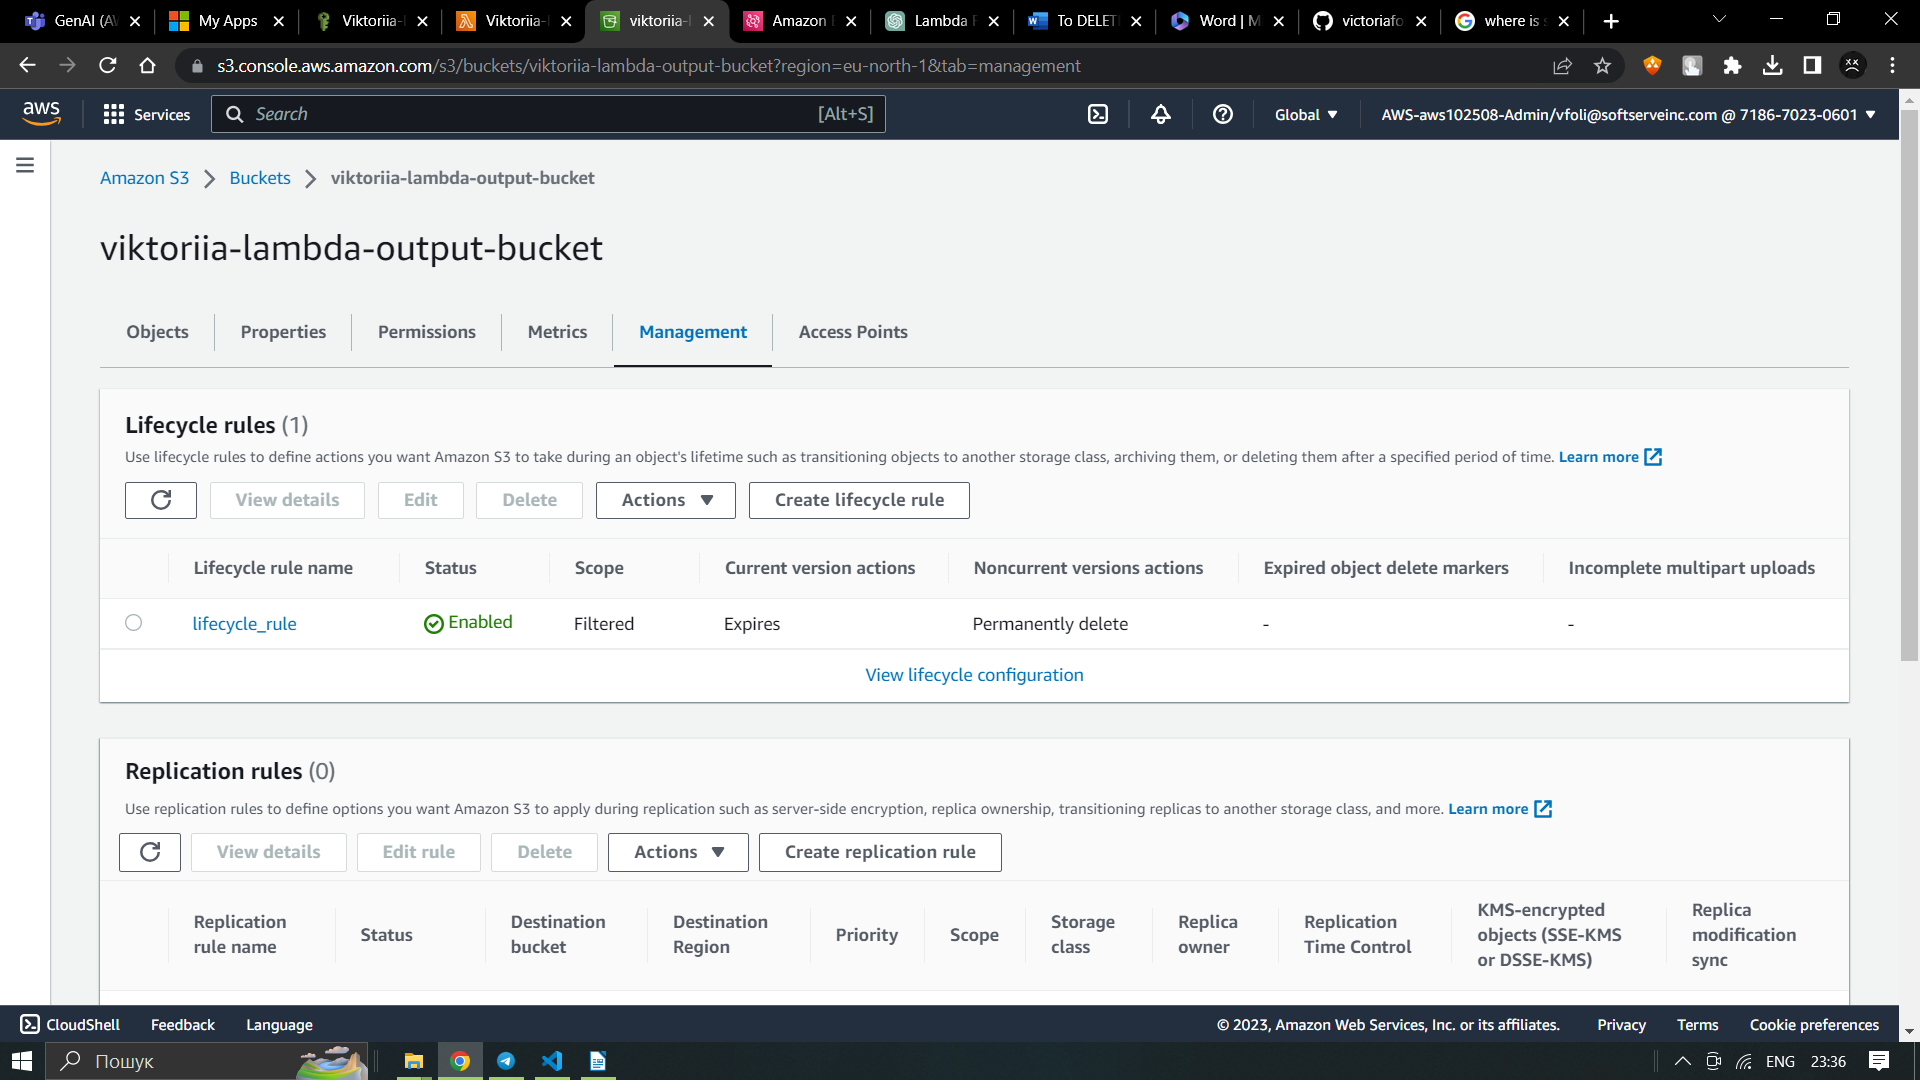 GenAI (A
My Apps
Viktoriia-
Viktoriia-
viktoriia-l
Amazon
Lambda F
To DELET
Word | M
victoriafo
where is s
s3.console.aws.amazon.com/s3/buckets/viktoriia-lambda-output-bucket?region=eu-north-1&tab=management
aws
Services
Search
[Alt+S]
Global
AWS-aws102508-Admin/vfoli@softserveinc.com @ 7186-7023-0601
Amazon S3
Buckets
viktoriia-lambda-output-bucket
viktoriia-lambda-output-bucket
Objects
Properties
Permissions
Metrics
Management
Access Points
Lifecycle rules (1)
Use lifecycle rules to define actions you want Amazon S3 to take during an object's lifetime such as transitioning objects to another storage class, archiving them, or deleting them after a specified period of time. Learn more
View details
Edit
Delete
Actions
Create lifecycle rule
Lifecycle rule name
Status
Scope
Current version actions
Noncurrent versions actions
Expired object delete markers
Incomplete multipart uploads
lifecycle_rule
Enabled
Filtered
Expires
Permanently delete
-
-
View lifecycle configuration
Replication rules (0)
Use replication rules to define options you want Amazon S3 to apply during replication such as server-side encryption, replica ownership, transitioning replicas to another storage class, and more. Learn more
View details
Edit rule
Delete
Actions
Create replication rule
Replication
rule name
Status
Destination
bucket
Destination
Region
Priority
Scope
Storage
class
Replica
owner
Replication
Time Control
KMS-encrypted
objects (SSE-KMS
or DSSE-KMS)
Replica
modification
sync
CloudShell
Feedback
Language
© 2023, Amazon Web Services, Inc. or its affiliates.
Privacy
Terms
Cookie preferences
Пошук
ENG
23:36